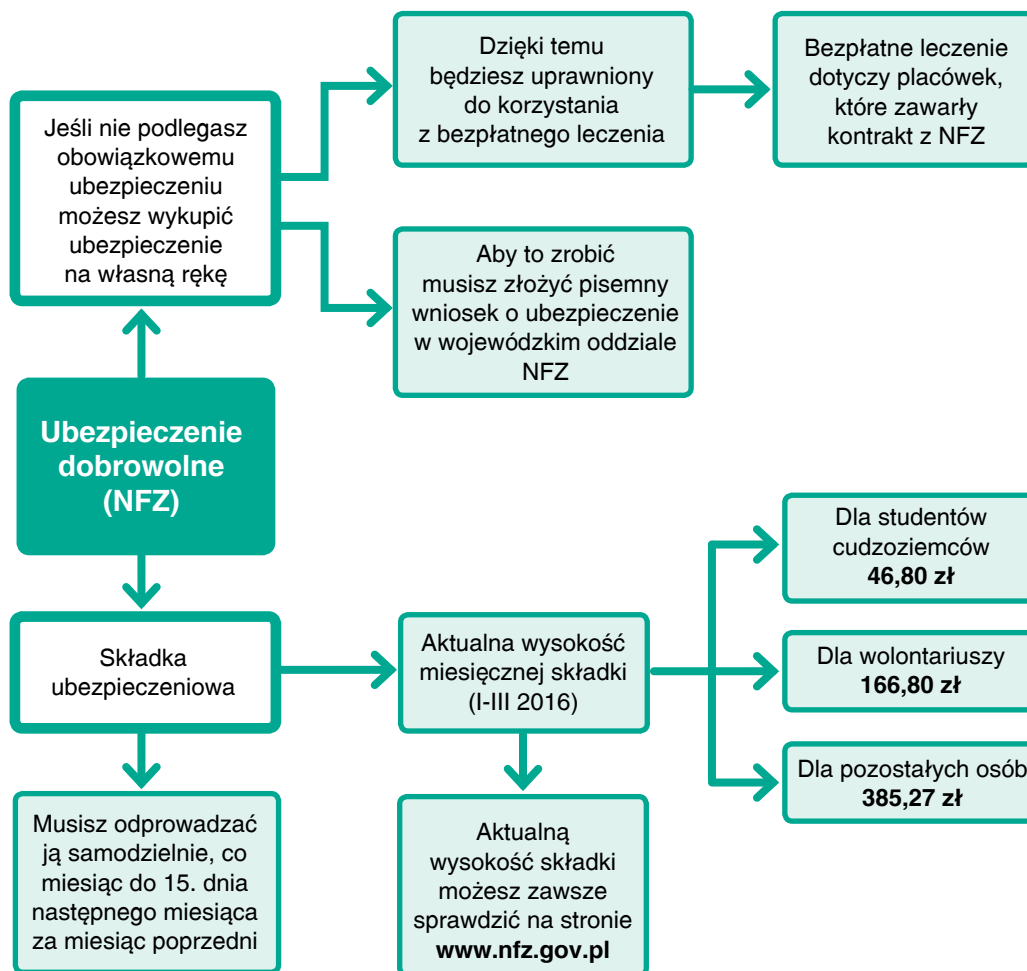 Jeśli nie podlegasz
obowiązkowemu
ubezpieczeniu
możesz wykupić
ubezpieczenie
na własną rękę
Dzięki temu
będziesz uprawniony
do korzystania
z bezpłatnego leczenia
Bezpłatne leczenie
dotyczy placówek,
które zawarły
kontrakt z NFZ
Aby to zrobić
musisz złożyć pisemny
wniosek o ubezpieczenie
w wojewódzkim oddziale
NFZ
Ubezpieczenie
dobrowolne
(NFZ)
Składka
ubezpieczeniowa
Aktualna wysokość
miesięcznej składki
(I-III 2016)
Dla studentów
cudzoziemców
46,80 zł
Dla wolontariuszy
166,80 zł
Dla pozostałych osób
385,27 zł
Musisz odprowadzać
ją samodzielnie, co
miesiąc do 15. dnia
następnego miesiąca
za miesiąc poprzedni
Aktualną
wysokość składki
możesz zawsze
sprawdzić na stronie
www.nfz.gov.pl